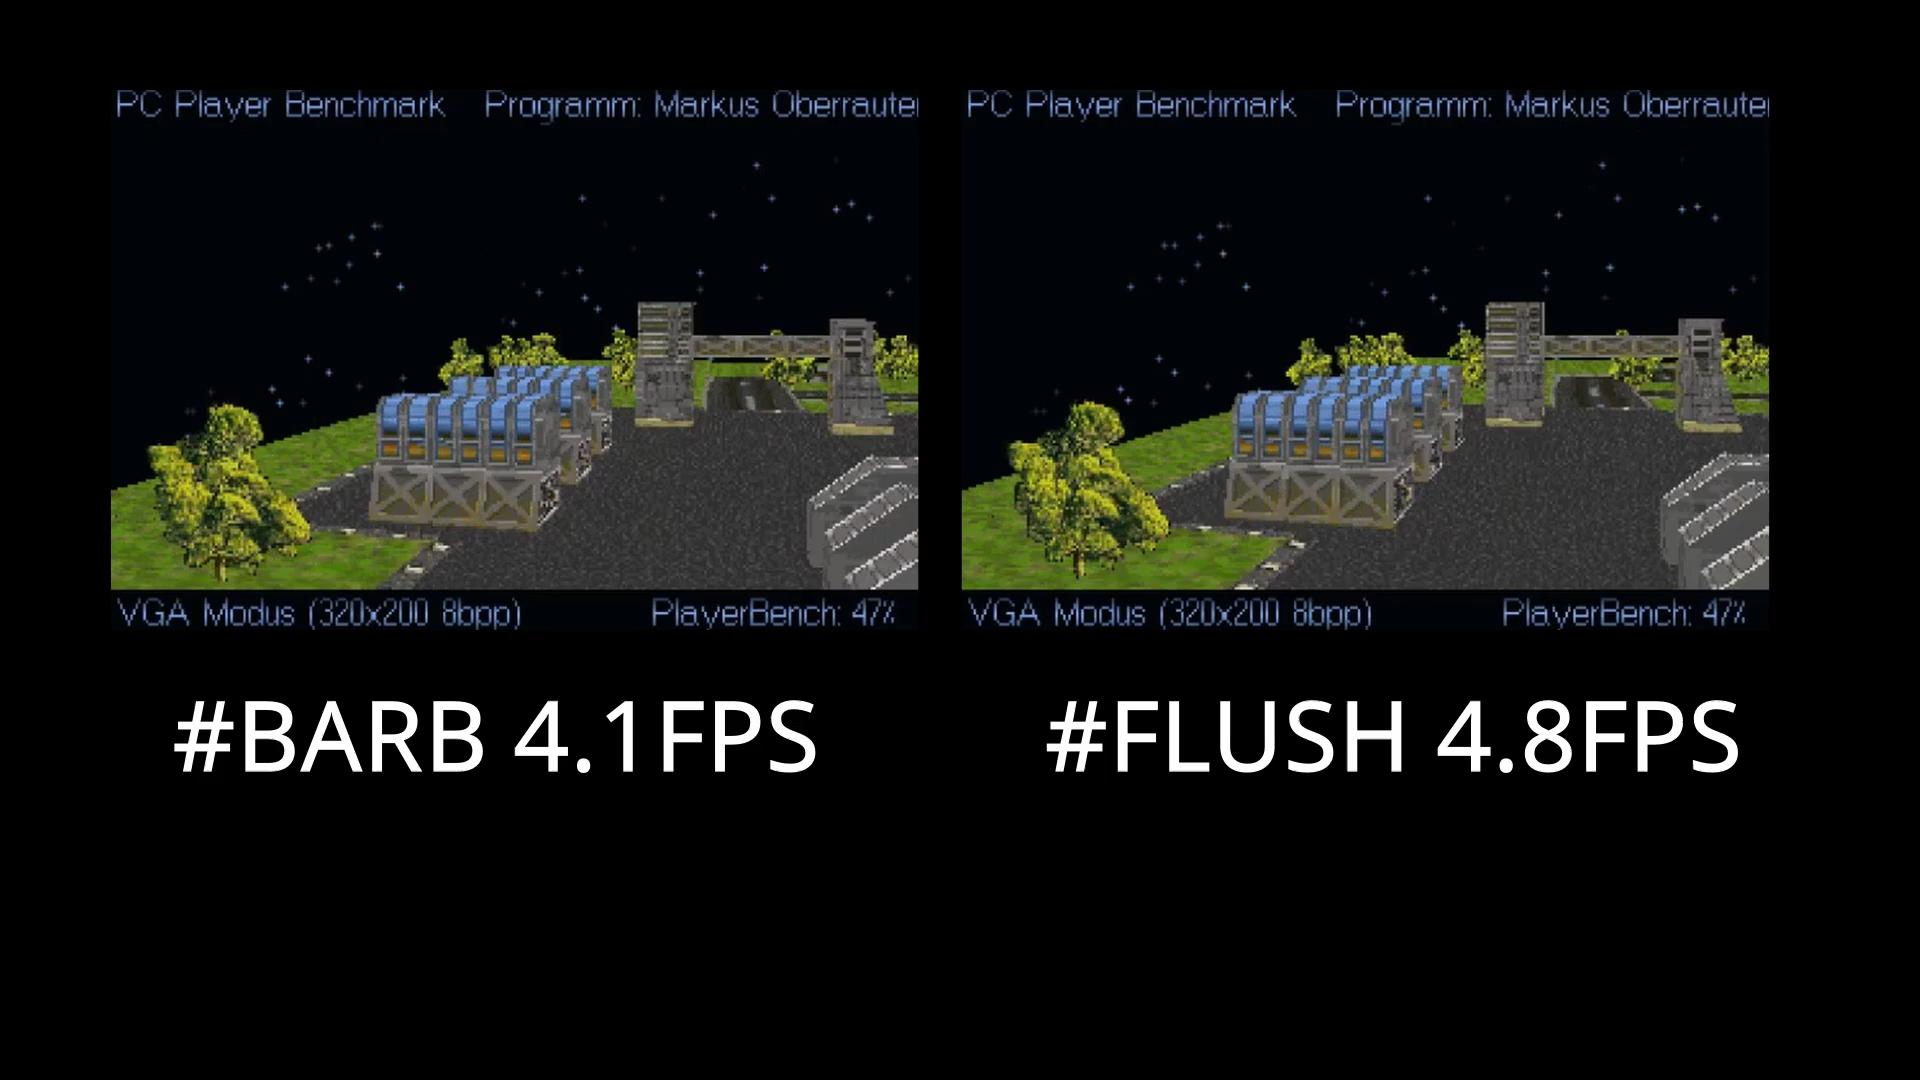 PC Player Benchmark Programm: Markus Oberrauter
PC Player Benchmark Programm: Markus Oberrauter
VGA Modus (320x200 8bpp) PlayerBench: 47%
VGA Modus (320x200 8bpp) PlayerBench: 47%
#BARB 4.1FPS
#FLUSH 4.8FPS